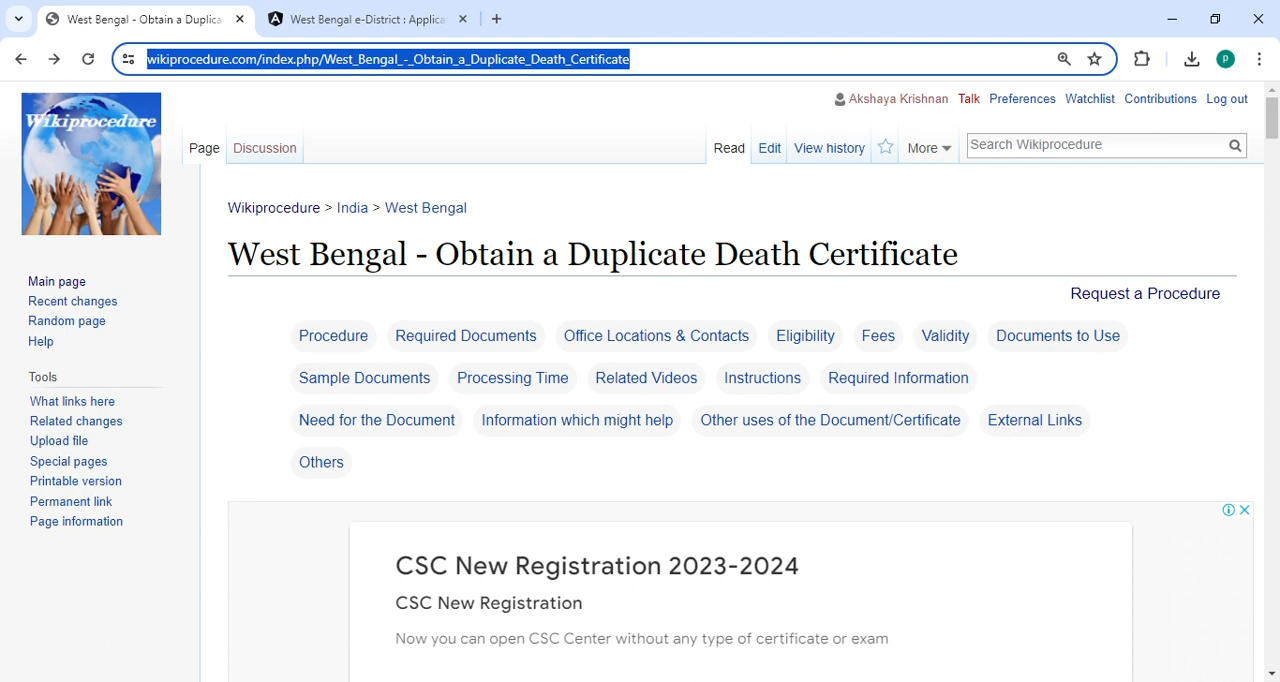 West Bengal - Obtain a Duplica
West Bengal e-District : Applica
wikiprocedure.com/index.php/West_Bengal_-_Obtain_a_Duplicate_Death_Certificate
P
Wikiprocedure
Akshaya Krishnan Talk Preferences Watchlist Contributions Log out
Page Discussion Read Edit View history More Search Wikiprocedure
Wikiprocedure > India > West Bengal
West Bengal - Obtain a Duplicate Death Certificate
Request a Procedure
Main page
Recent changes
Random page
Help
Tools
What links here
Related changes
Upload file
Special pages
Printable version
Permanent link
Page information
Procedure Required Documents Office Locations & Contacts Eligibility Fees Validity Documents to Use
Sample Documents Processing Time Related Videos Instructions Required Information
Need for the Document Information which might help Other uses of the Document/Certificate External Links
Others
CSC New Registration 2023-2024
CSC New Registration
Now you can open CSC Center without any type of certificate or exam